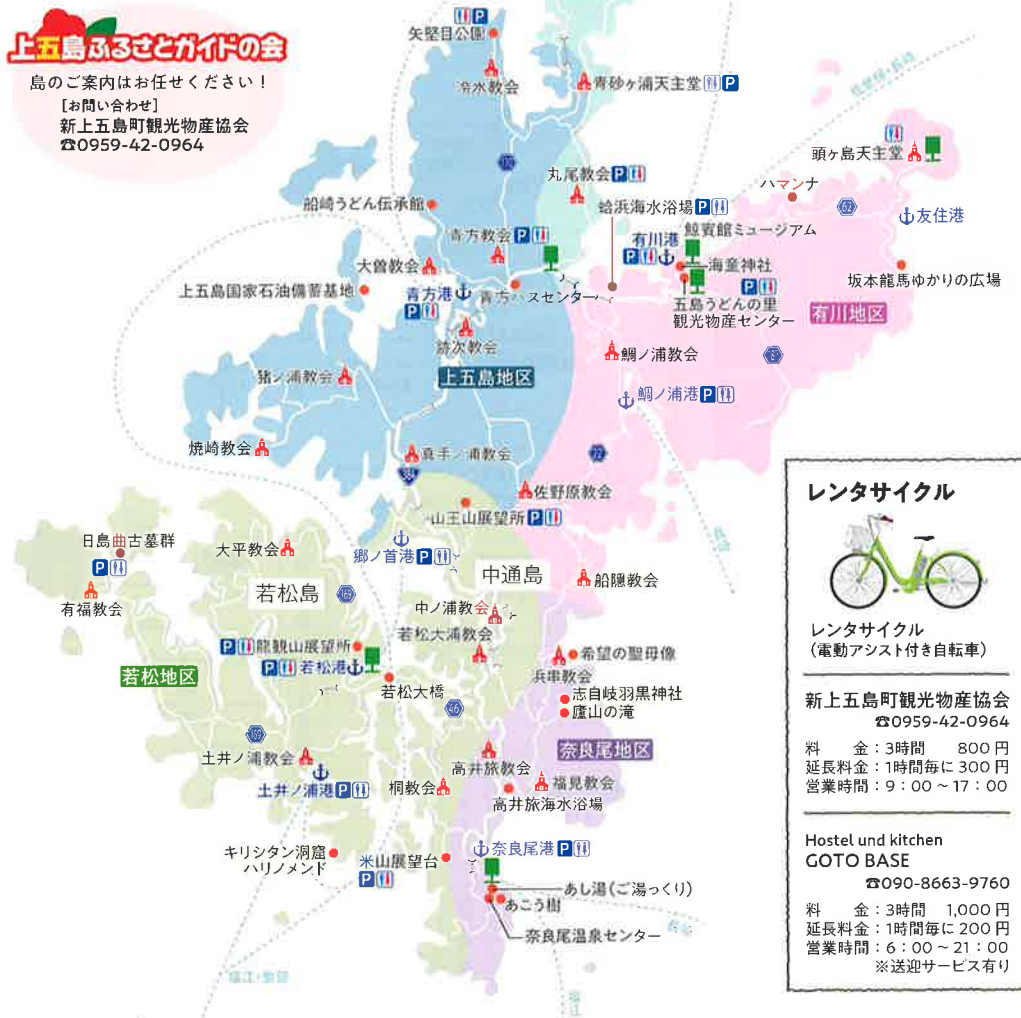 上五島ふるさとガイドの会
島のご案内はお任せください！
［お問い合わせ］
新上五島町観光物産協会
☎0959-42-0964
矢堅目公園
冷水教会
青砂ヶ浦天主堂
P
頭ヶ島天主堂
丸尾教会
P
ハマンナ
62
友住港
船崎うどん伝承館
蛤浜海水浴場
P
鯨賓館ミュージアム
青方教会
P
有川港
P
海童神社
大曽教会
坂本龍馬ゆかりの広場
上五島国家石油備蓄基地
青方港
P
青方バスセンター
P
五島うどんの里
観光物産センター
有川地区
跡次教会
鯛ノ浦教会
猪ノ浦教会
上五島地区
鯛ノ浦港
P
焼崎教会
真手ノ浦教会
22
佐野原教会
山王山展望所
P
日島曲古墓群
P
大平教会
郷ノ首港
P
有福教会
若松島
169
中通島
船隠教会
中ノ浦教会
若松大浦教会
P
龍観山展望所
希望の聖母像
P
若松港
浜串教会
若松地区
若松大橋
志自岐羽黒神社
46
廬山の滝
奈良尾地区
土井ノ浦教会
高井旅教会
土井ノ浦港
P
桐教会
福見教会
高井旅海水浴場
キリシタン洞窟
ハリノメンド
米山展望台
P
奈良尾港
P
あし湯(ご湯っくり)
あこう樹
奈良尾温泉センター
福江
レンタサイクル
レンタサイクル
(電動アシスト付き自転車)
新上五島町観光物産協会
☎0959-42-0964
料　金：3時間　800円
延長料金：1時間毎に300円
営業時間：9：00～17：00
Hostel und kitchen
GOTO BASE
☎090-8663-9760
料　金：3時間　1,000円
延長料金：1時間毎に200円
営業時間：6：00～21：00
※送迎サービス有り